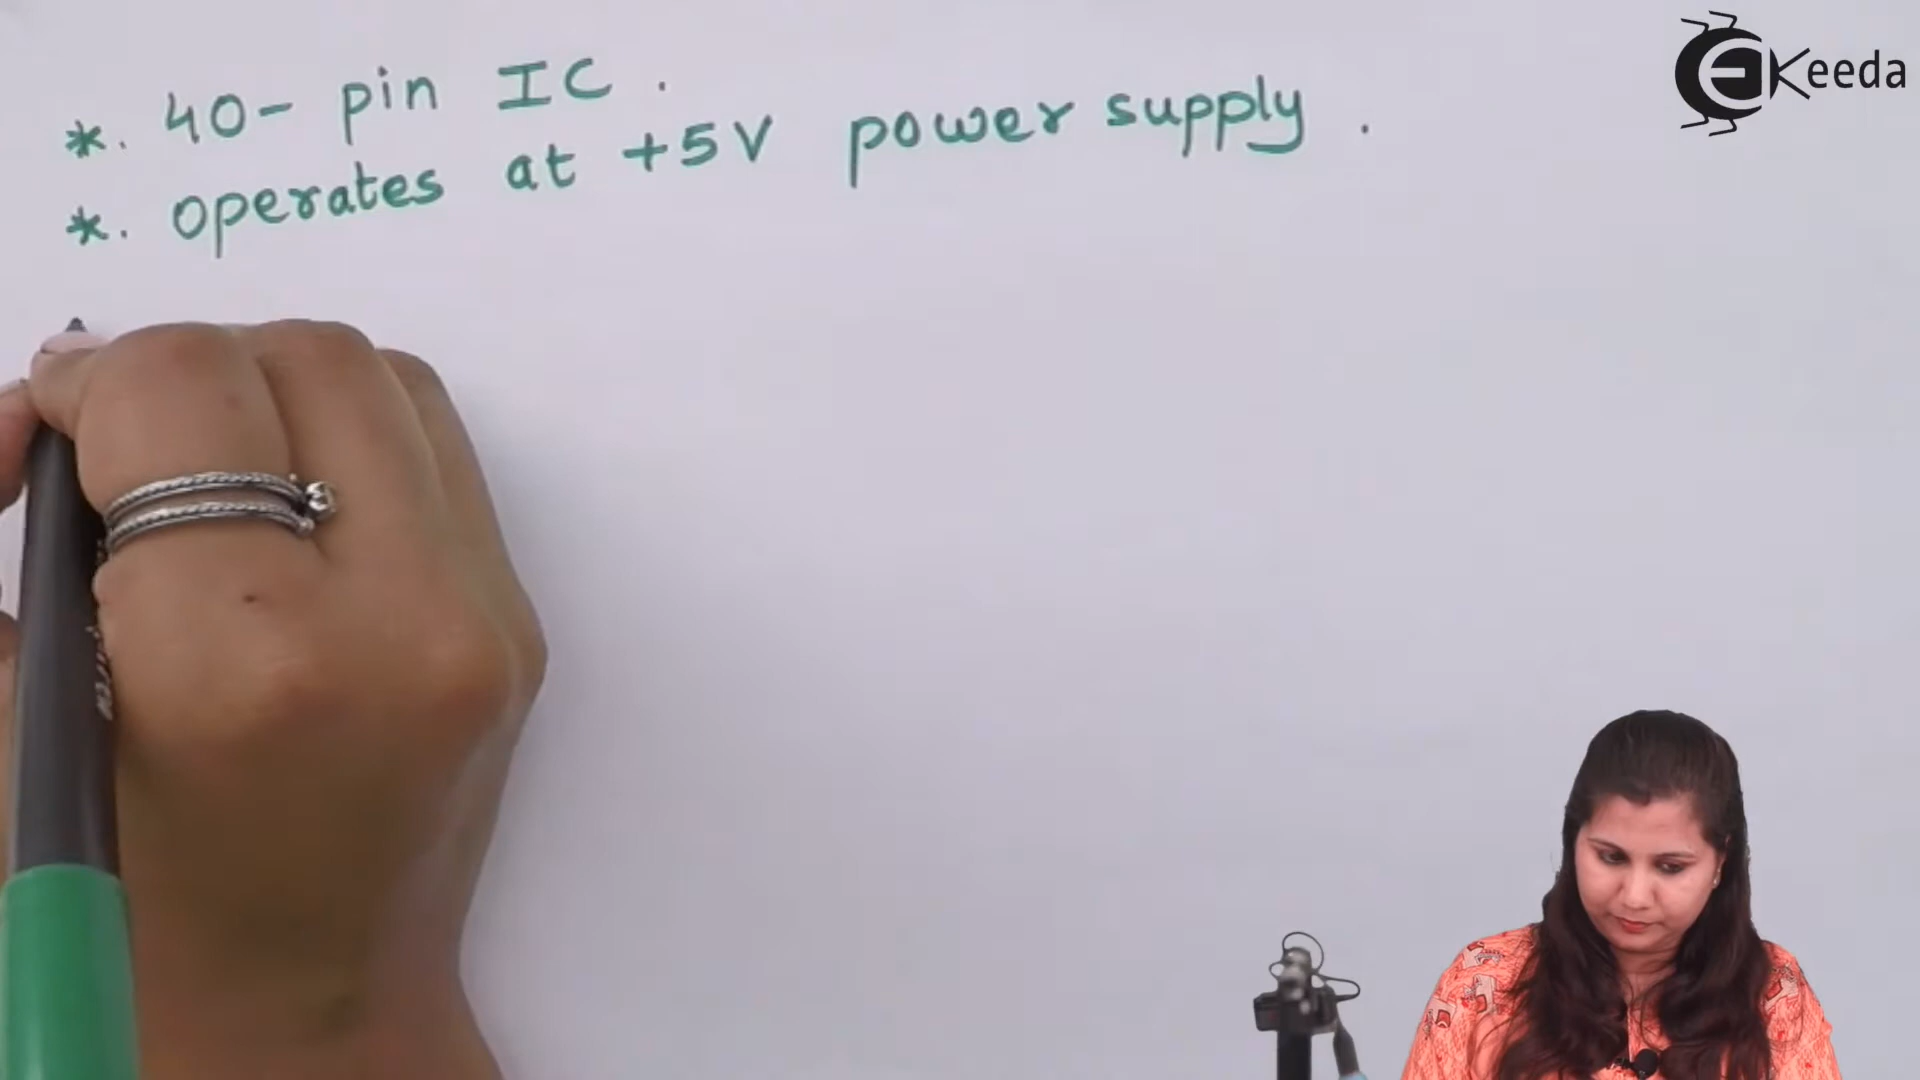 *. 40- pin IC.
*. operates at +5V power supply.
EKeeda